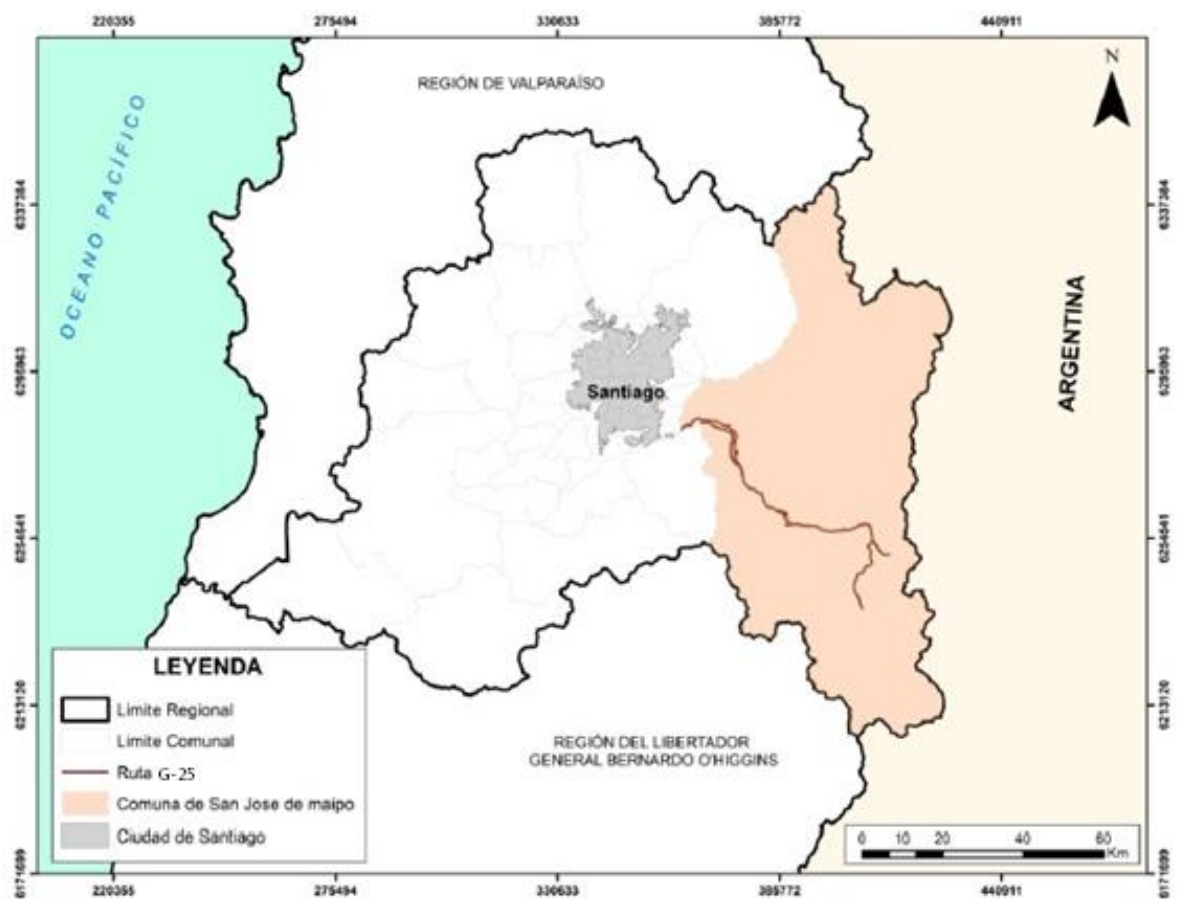 220355 275494 330633 385772 440911
REGIÓN DE VALPARAÍSO
N
OCEANO PACÍFICO
6337384 6337384
ARGENTINA
6295963 6295963
Santiago
6254541 6254541
LEYENDA
Limite Regional
Limite Comunal
Ruta G-25
Comuna de San Jose de maipo
Ciudad de Santiago
6213120 6213120
REGIÓN DEL LIBERTADOR
GENERAL BERNARDO O'HIGGINS
0 10 20 40 60
Km
6171699 6171699
220355 275494 330633 385772 440911